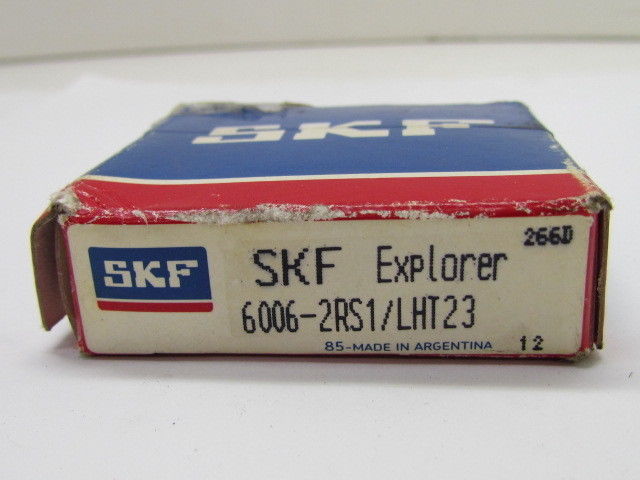 SKF
266D
SKF SKF Explorer
6006-2RS1/LHT23
85-MADE IN ARGENTINA 12